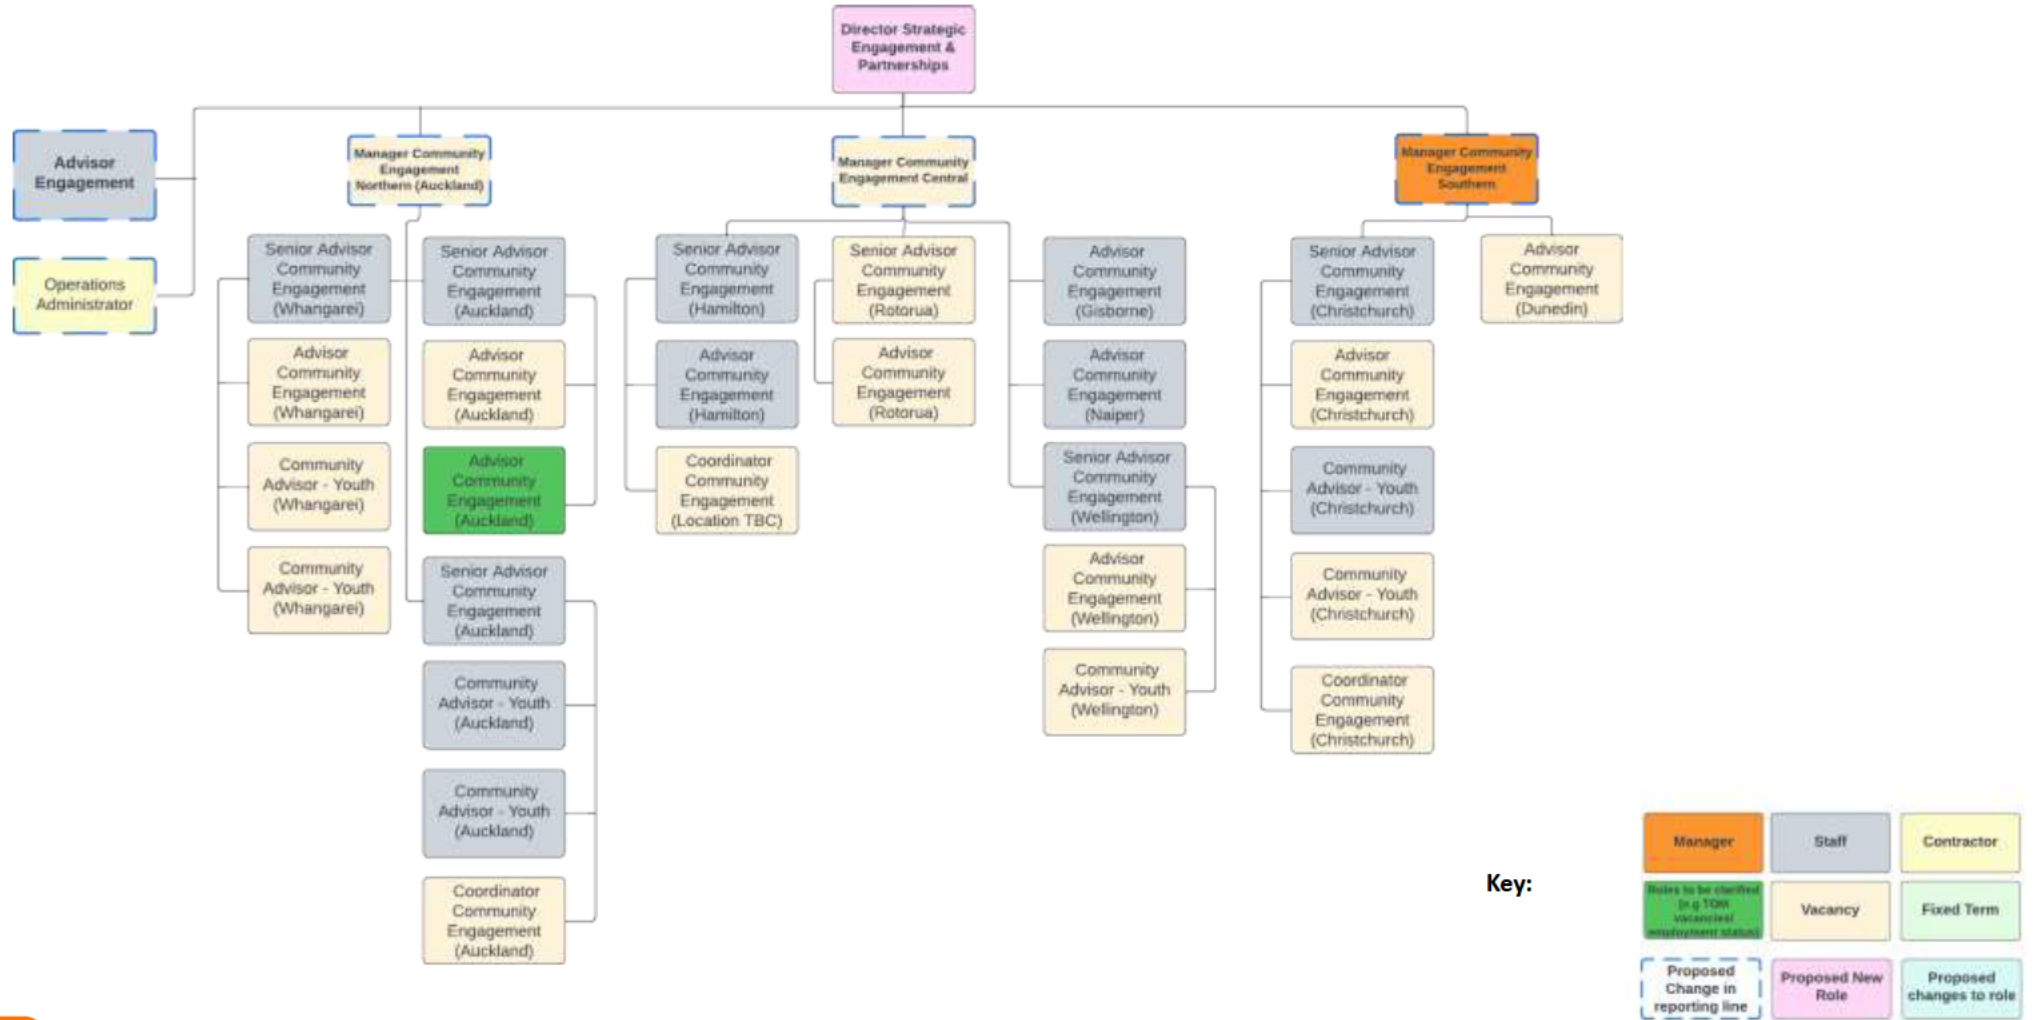 Director Strategic
Engagement &
Partnerships
Advisor
Engagement
Operations
Administrator
Manager Community
Engagement
Northern (Auckland)
Manager Community
Engagement Central
Manager Community
Engagement
Southern.
Senior Advisor
Community
Engagement
(Whangarei)
Advisor
Community
Engagement
(Whangarei)
Community
Advisor - Youth
(Whangarei)
Community
Advisor - Youth
(Whangarei)
Senior Advisor
Community
Engagement
(Auckland)
Advisor
Community
Engagement
(Auckland)
Advisor
Community
Engagement
(Auckland)
Senior Advisor
Community
Engagement
(Auckland)
Community
Advisor - Youth
(Auckland)
Community
Advisor - Youth
(Auckland)
Coordinator
Community
Engagement
(Auckland)
Senior Advisor
Community
Engagement
(Hamilton)
Advisor
Community
Engagement
(Hamilton)
Coordinator
Community
Engagement
(Location TBC)
Senior Advisor
Community
Engagement
(Rotorua)
Advisor
Community
Engagement
(Rotorua)
Advisor
Community
Engagement
(Gisborne)
Advisor
Community
Engagement
(Naiper)
Senior Advisor
Community
Engagement
(Wellington)
Advisor
Community
Engagement
(Wellington)
Community
Advisor - Youth
(Wellington)
Senior Advisor
Community
Engagement
(Christchurch)
Advisor
Community
Engagement
(Christchurch)
Community
Advisor - Youth
(Christchurch)
Community
Advisor - Youth
(Christchurch)
Coordinator
Community
Engagement
(Christchurch)
Advisor
Community
Engagement
(Dunedin)
Key:
Manager
Staff
Contractor
Roles to be clarified
(e.g TOM
vacancies/
employment status)
Vacancy
Fixed Term
Proposed
Change in
reporting line
Proposed New
Role
Proposed
changes to role